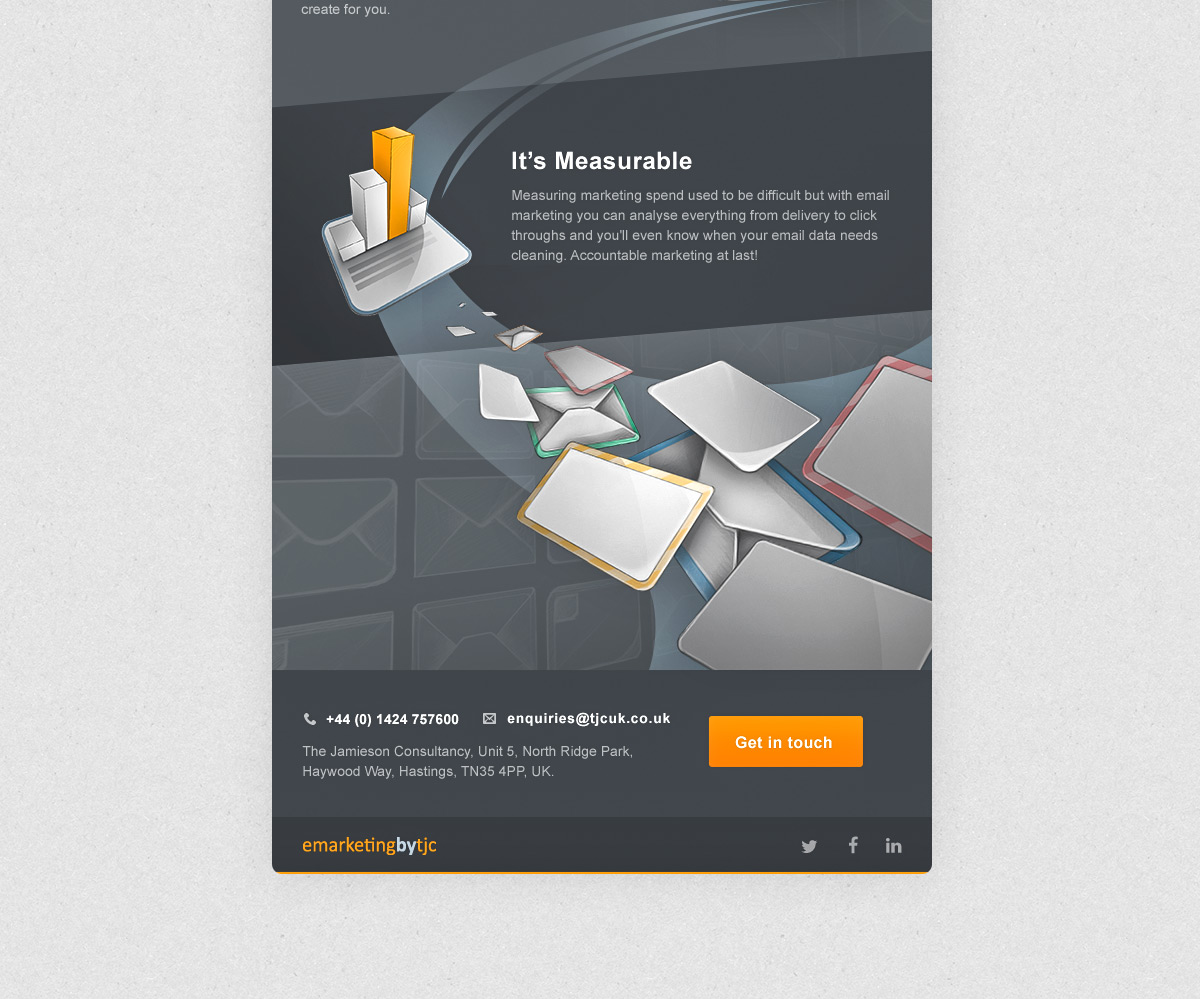 create for you.
It’s Measurable
Measuring marketing spend used to be difficult but with email
marketing you can analyse everything from delivery to click
throughs and you'll even know when your email data needs
cleaning. Accountable marketing at last!
+44 (0) 1424 757600 enquiries@tjcuk.co.uk
The Jamieson Consultancy, Unit 5, North Ridge Park,
Haywood Way, Hastings, TN35 4PP, UK.
Get in touch
emarketingbytjc